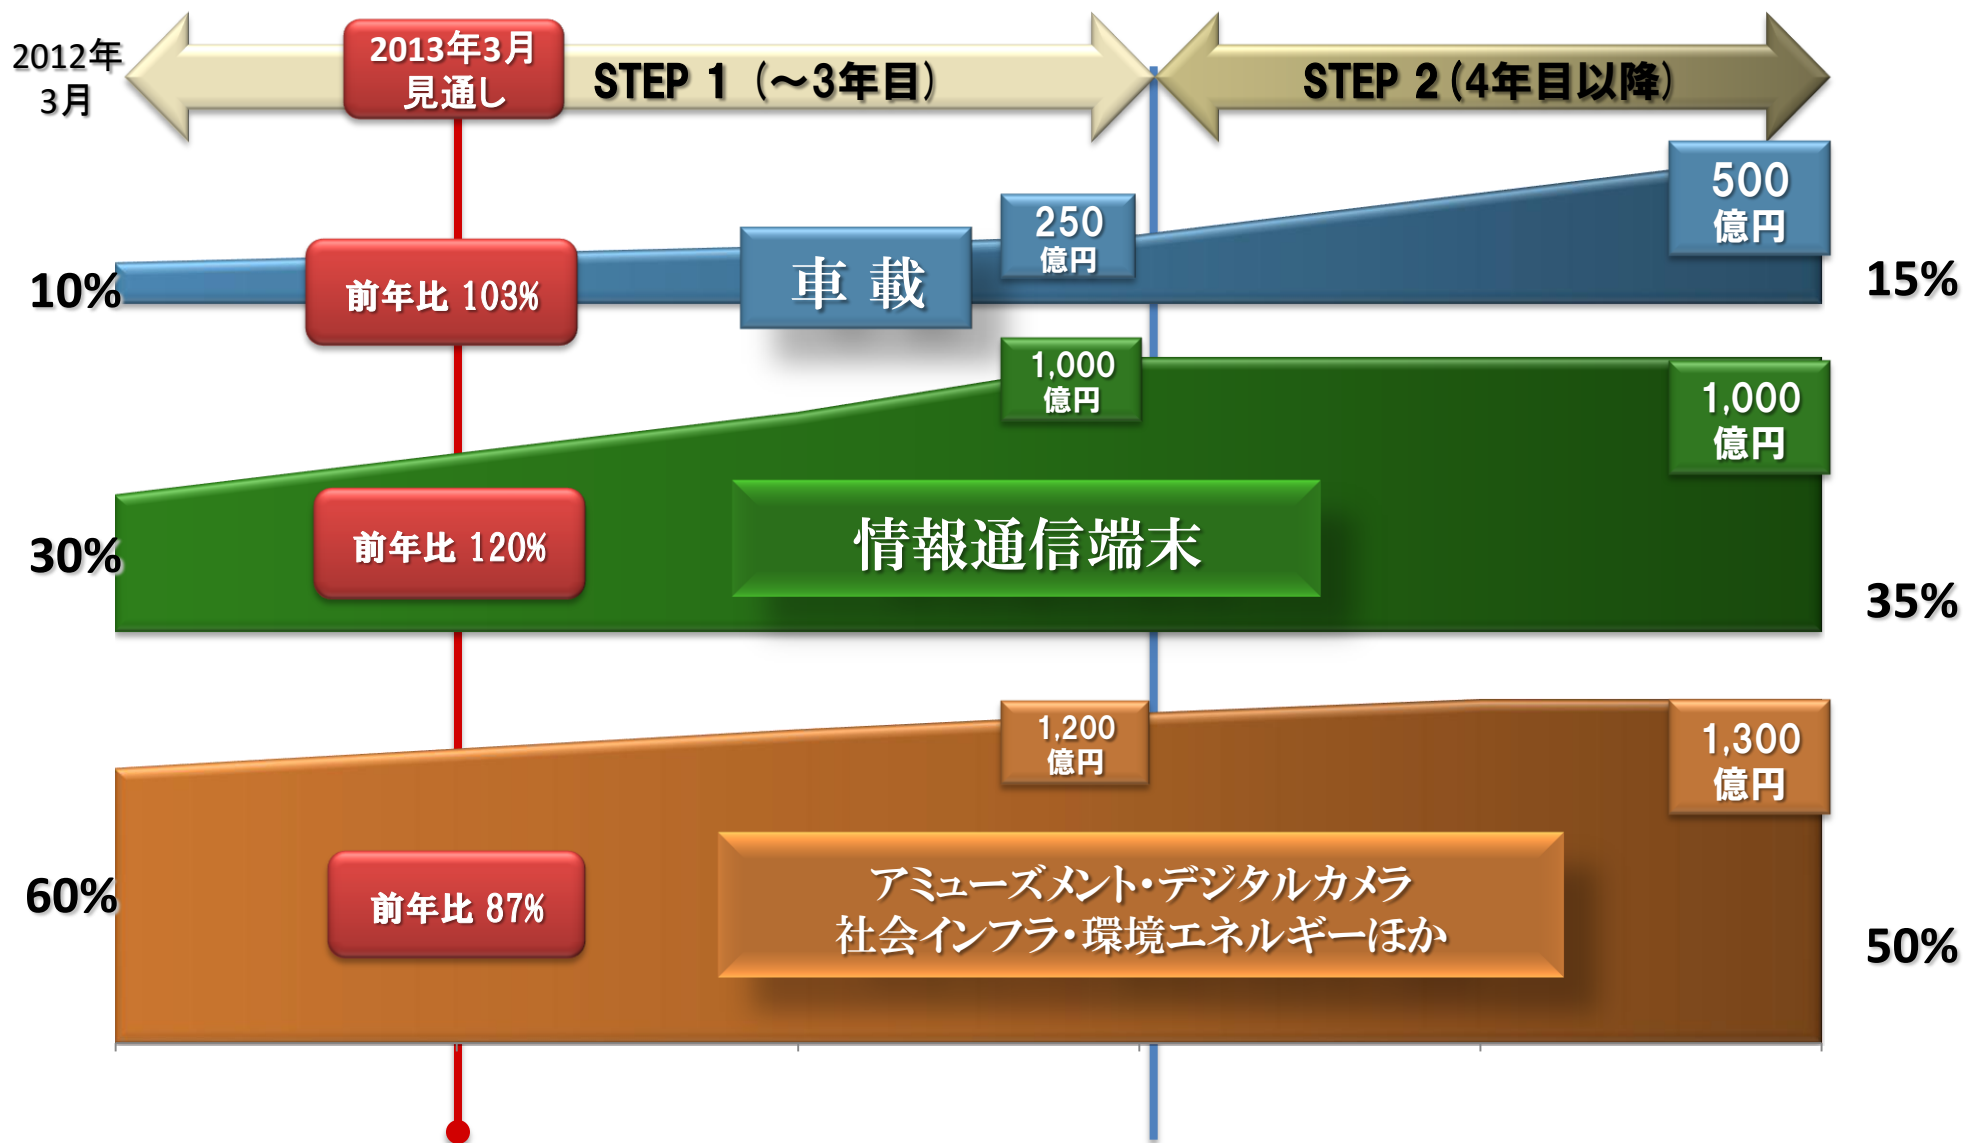 2012年
3月
2013年3月
見通し
STEP 1（～3年目）
STEP 2(4年目以降)
500
億円
250
億円
車 載
10%
前年比 103%
15%
1,000
億円
1,000
億円
情報通信端末
30%
前年比 120%
35%
1,200
億円
1,300
億円
アミューズメント・デジタルカメラ
社会インフラ・環境エネルギーほか
60%
前年比 87%
50%